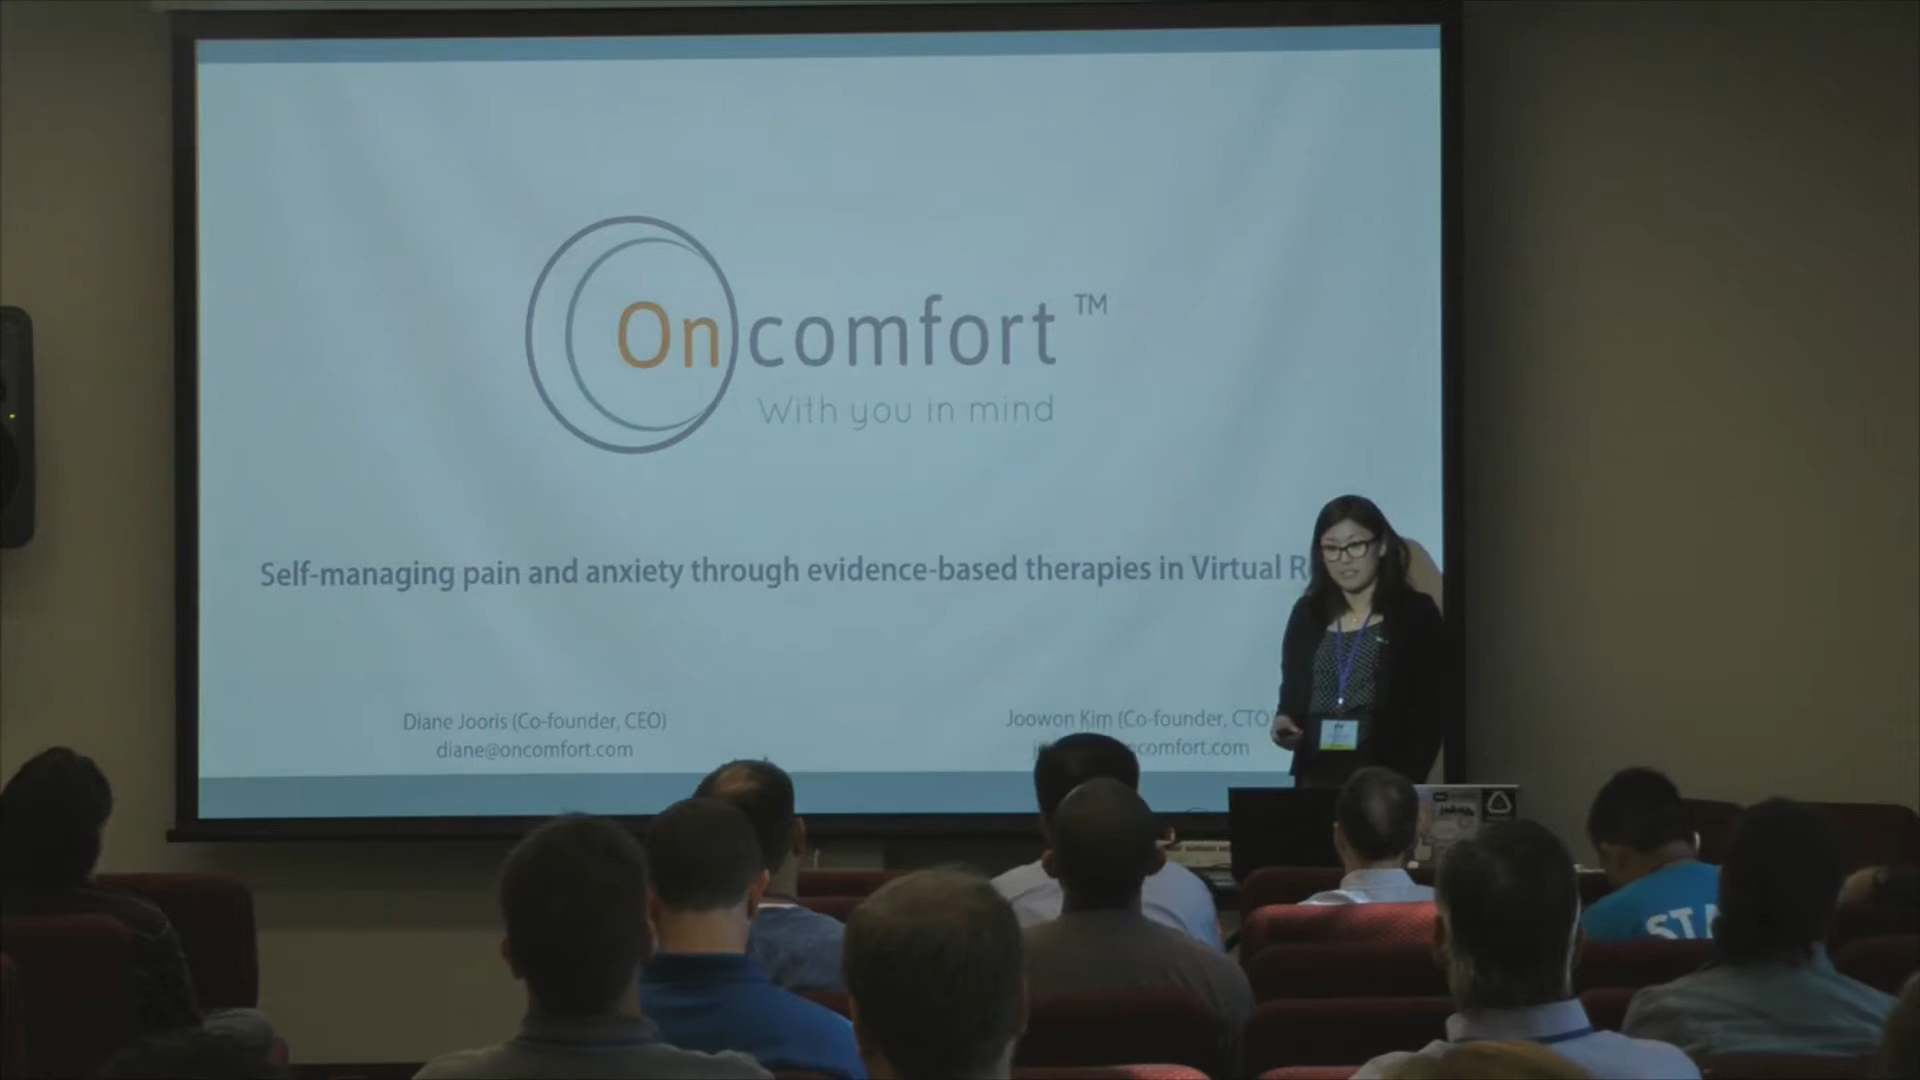 Oncomfort ™
With you in mind
Self-managing pain and anxiety through evidence-based therapies in Virtual R
Diane Jooris (Co-founder, CEO)
diane@oncomfort.com
Joowon Kim (Co-founder, CTO)
comfort.com
STA